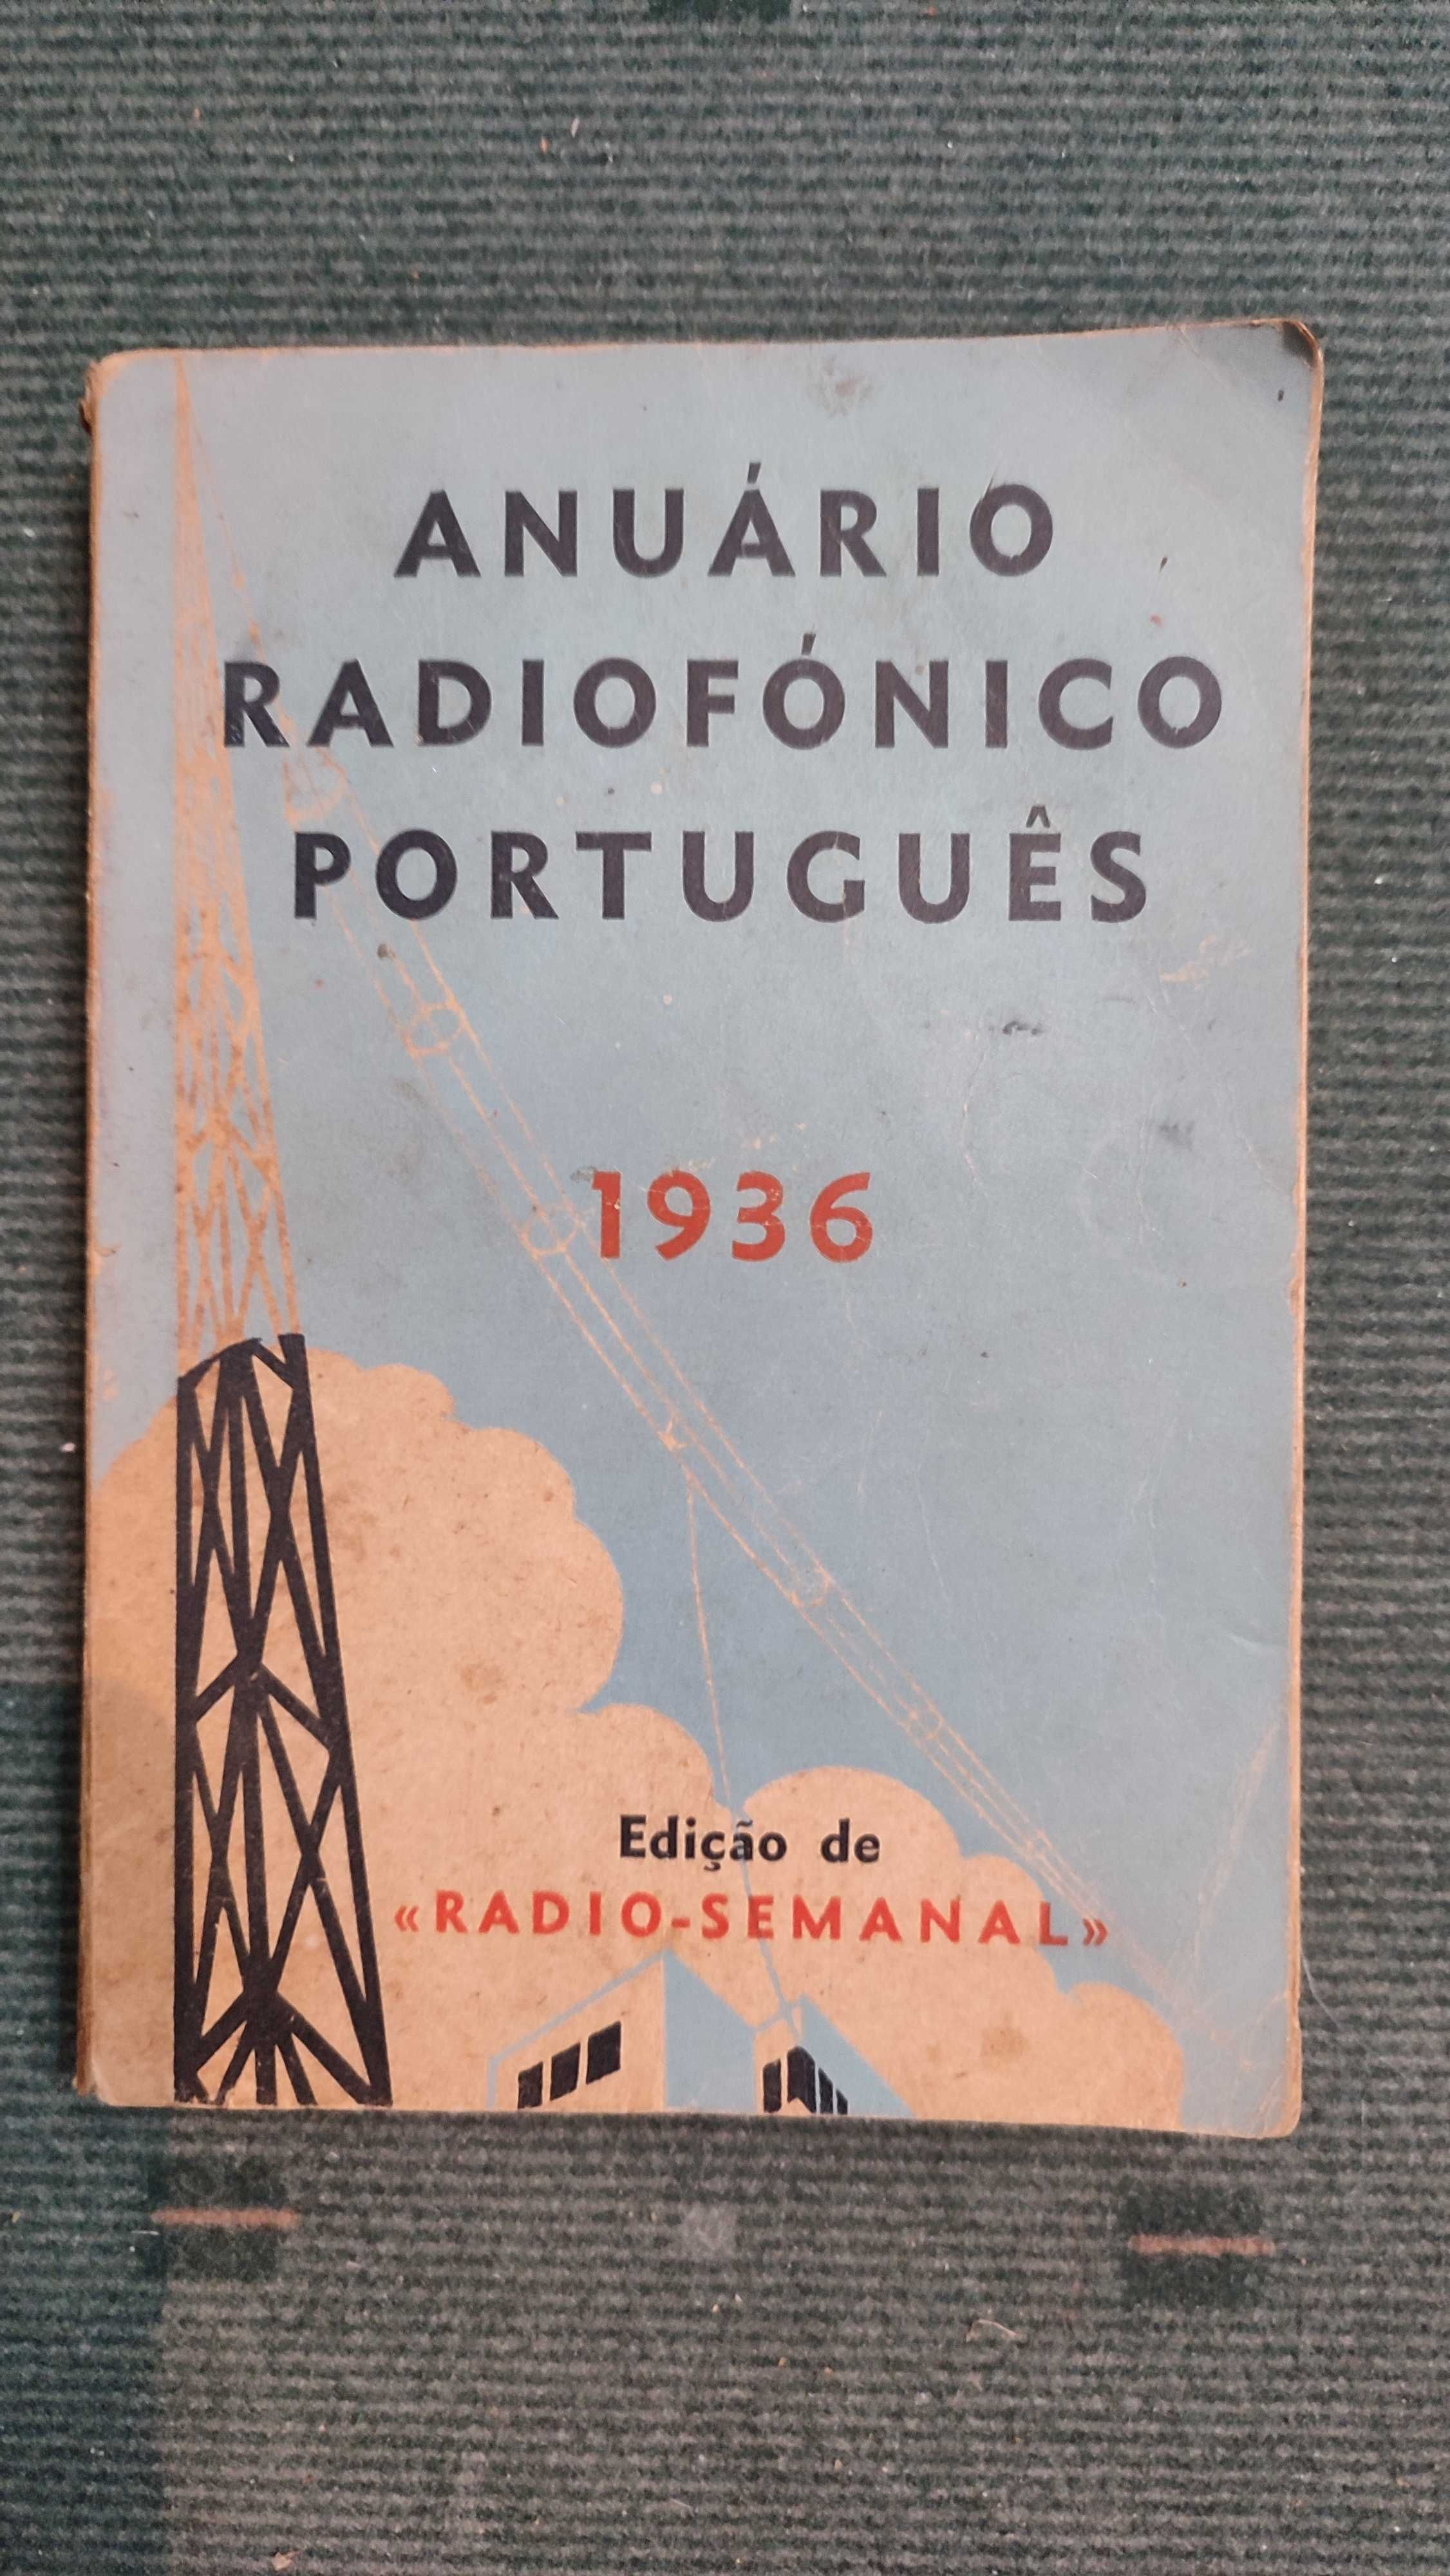 ANUÁRIO
RADIOFÓNICO
PORTUGUÊS
1936
Edição de
«RADIO-SEMANAL»